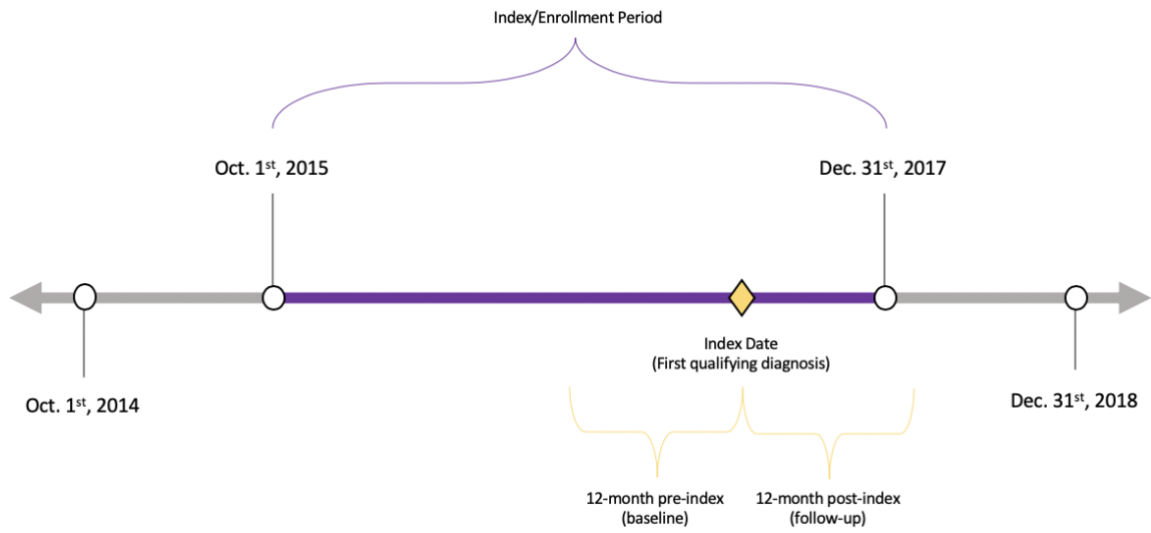 Index/Enrollment Period
Oct. 1st, 2015
Dec. 31st, 2017
Index Date
(First qualifying diagnosis)
Oct. 1st, 2014
Dec. 31st, 2018
12-month pre-index
(baseline)
12-month post-index
(follow-up)